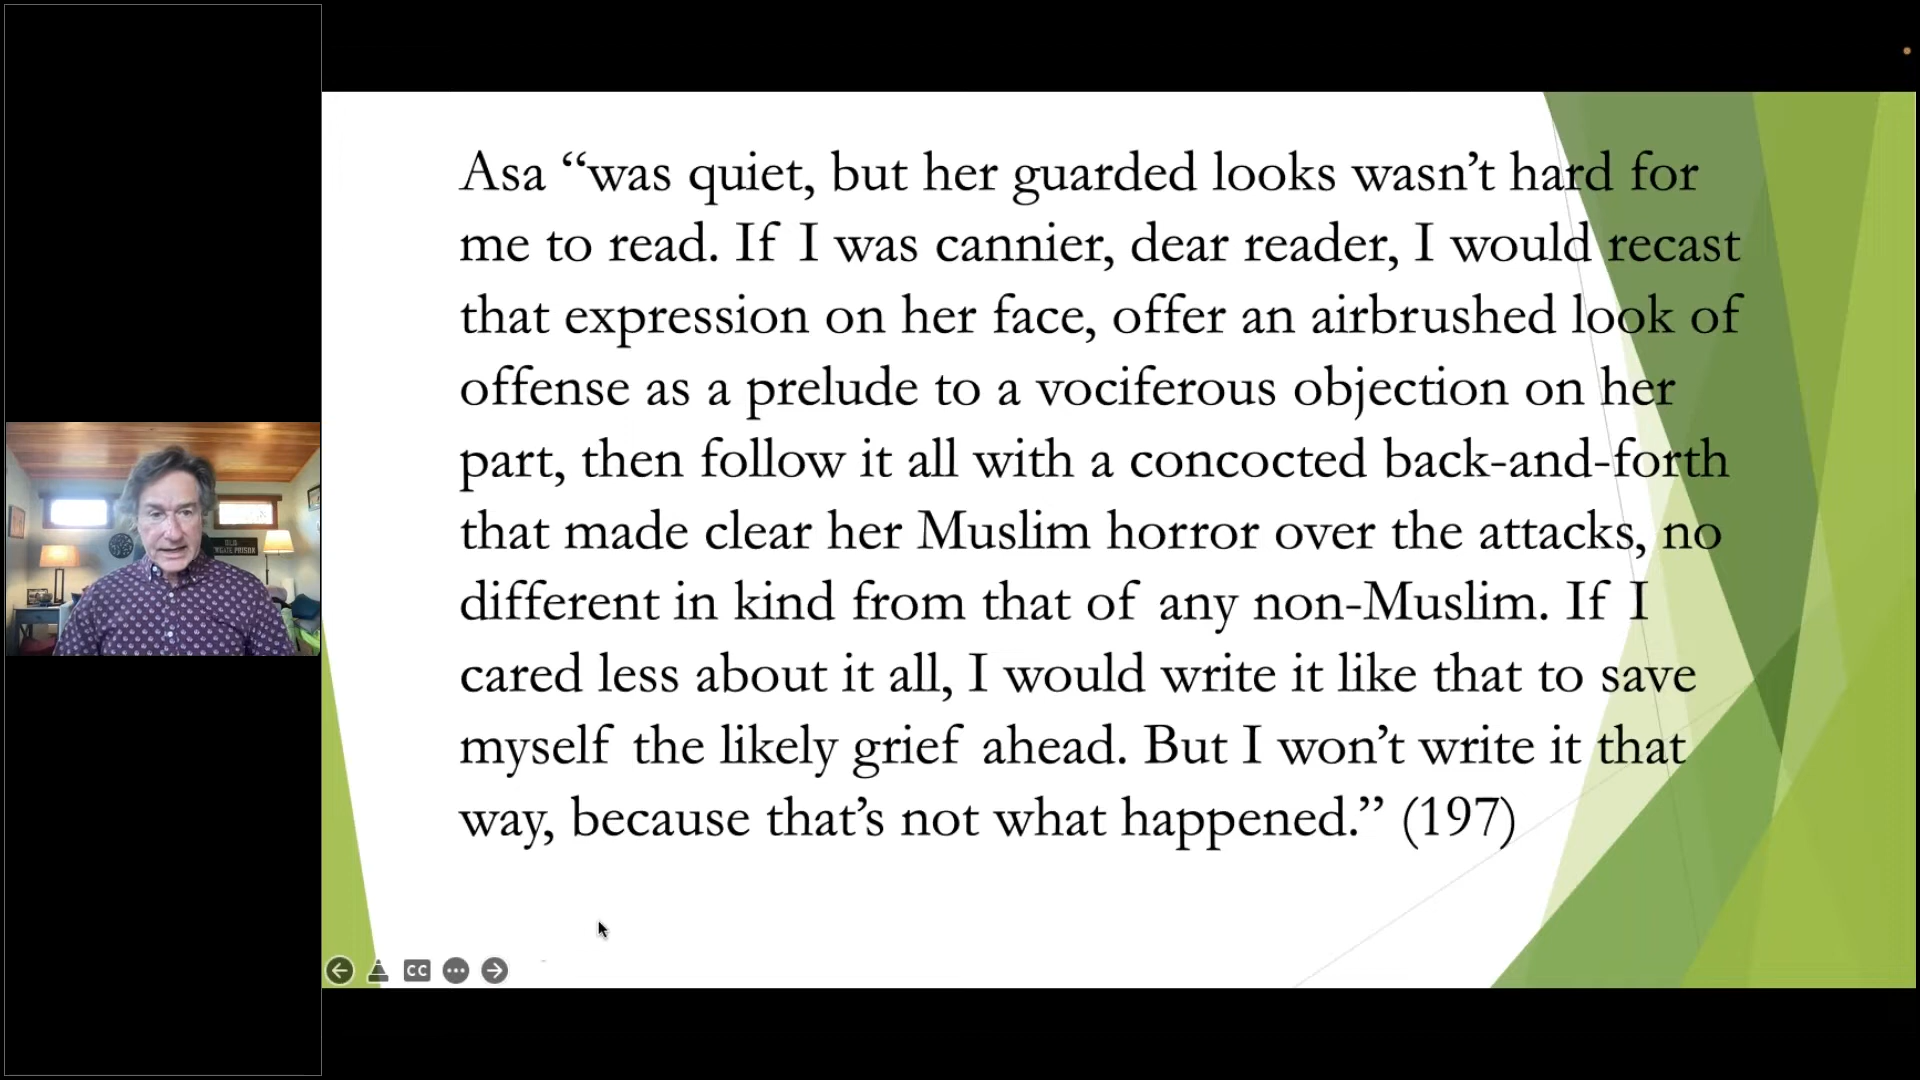 Asa “was quiet, but her guarded looks wasn’t hard for
me to read. If I was cannier, dear reader, I would recast
that expression on her face, offer an airbrushed look of
offense as a prelude to a vociferous objection on her
part, then follow it all with a concocted back-and-forth
that made clear her Muslim horror over the attacks, no
different in kind from that of any non-Muslim. If I
cared less about it all, I would write it like that to save
myself the likely grief ahead. But I won’t write it that
way, because that’s not what happened.” (197)
OLD
PRISON
CC